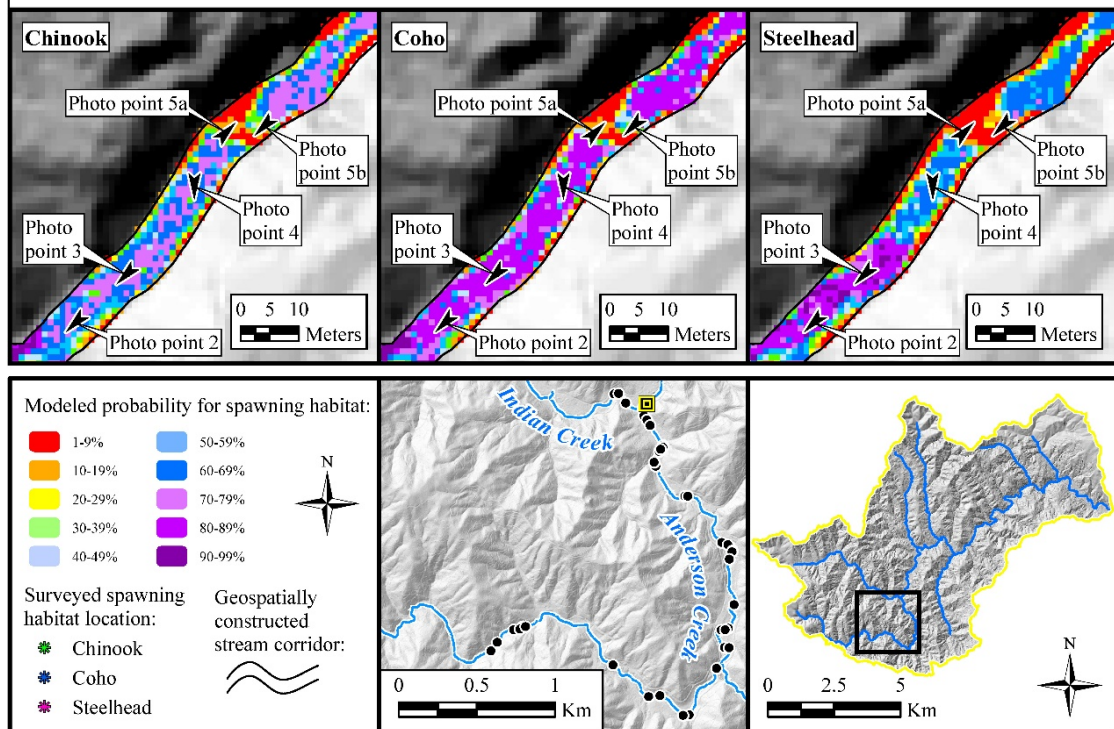 Chinook
Photo point 5a
Photo
point 5b
Photo
point 4
Photo
point 3
Photo point 2
0 5 10
Meters
Coho
Photo point 5a
Photo
point 5b
Photo
point 4
Photo
point 3
Photo point 2
0 5 10
Meters
Steelhead
Photo point 5a
Photo
point 5b
Photo
point 4
Photo
point 3
Photo point 2
0 5 10
Meters
Modeled probability for spawning habitat:
1-9%
10-19%
20-29%
30-39%
40-49%
50-59%
60-69%
70-79%
80-89%
90-99%
N
Surveyed spawning
habitat location:
Chinook
Coho
Steelhead
Geospatially
constructed
stream corridor:
Indian Creek
Anderson Creek
0 0.5 1
Km
0 2.5 5
Km
N